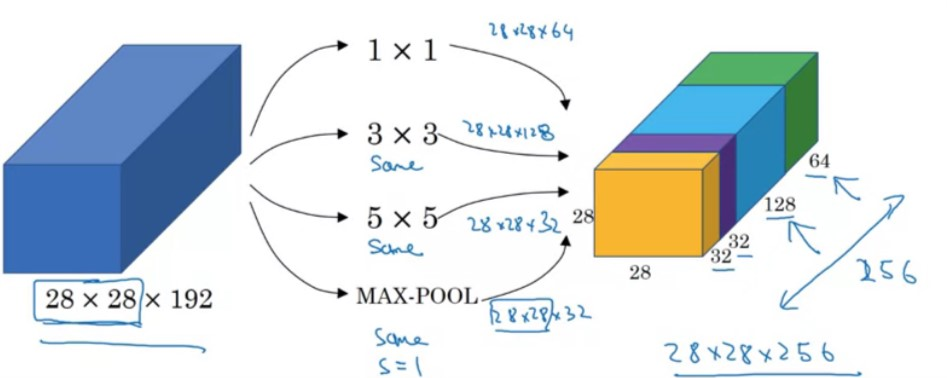 28 × 28 × 192
1 × 1
28×28×64
3 × 3
Same
28×28×128
5 × 5
Same
28×28×32
MAX-POOL
Same
s=1
28×28×32
28
28
32
32
128
64
256
28×28×256